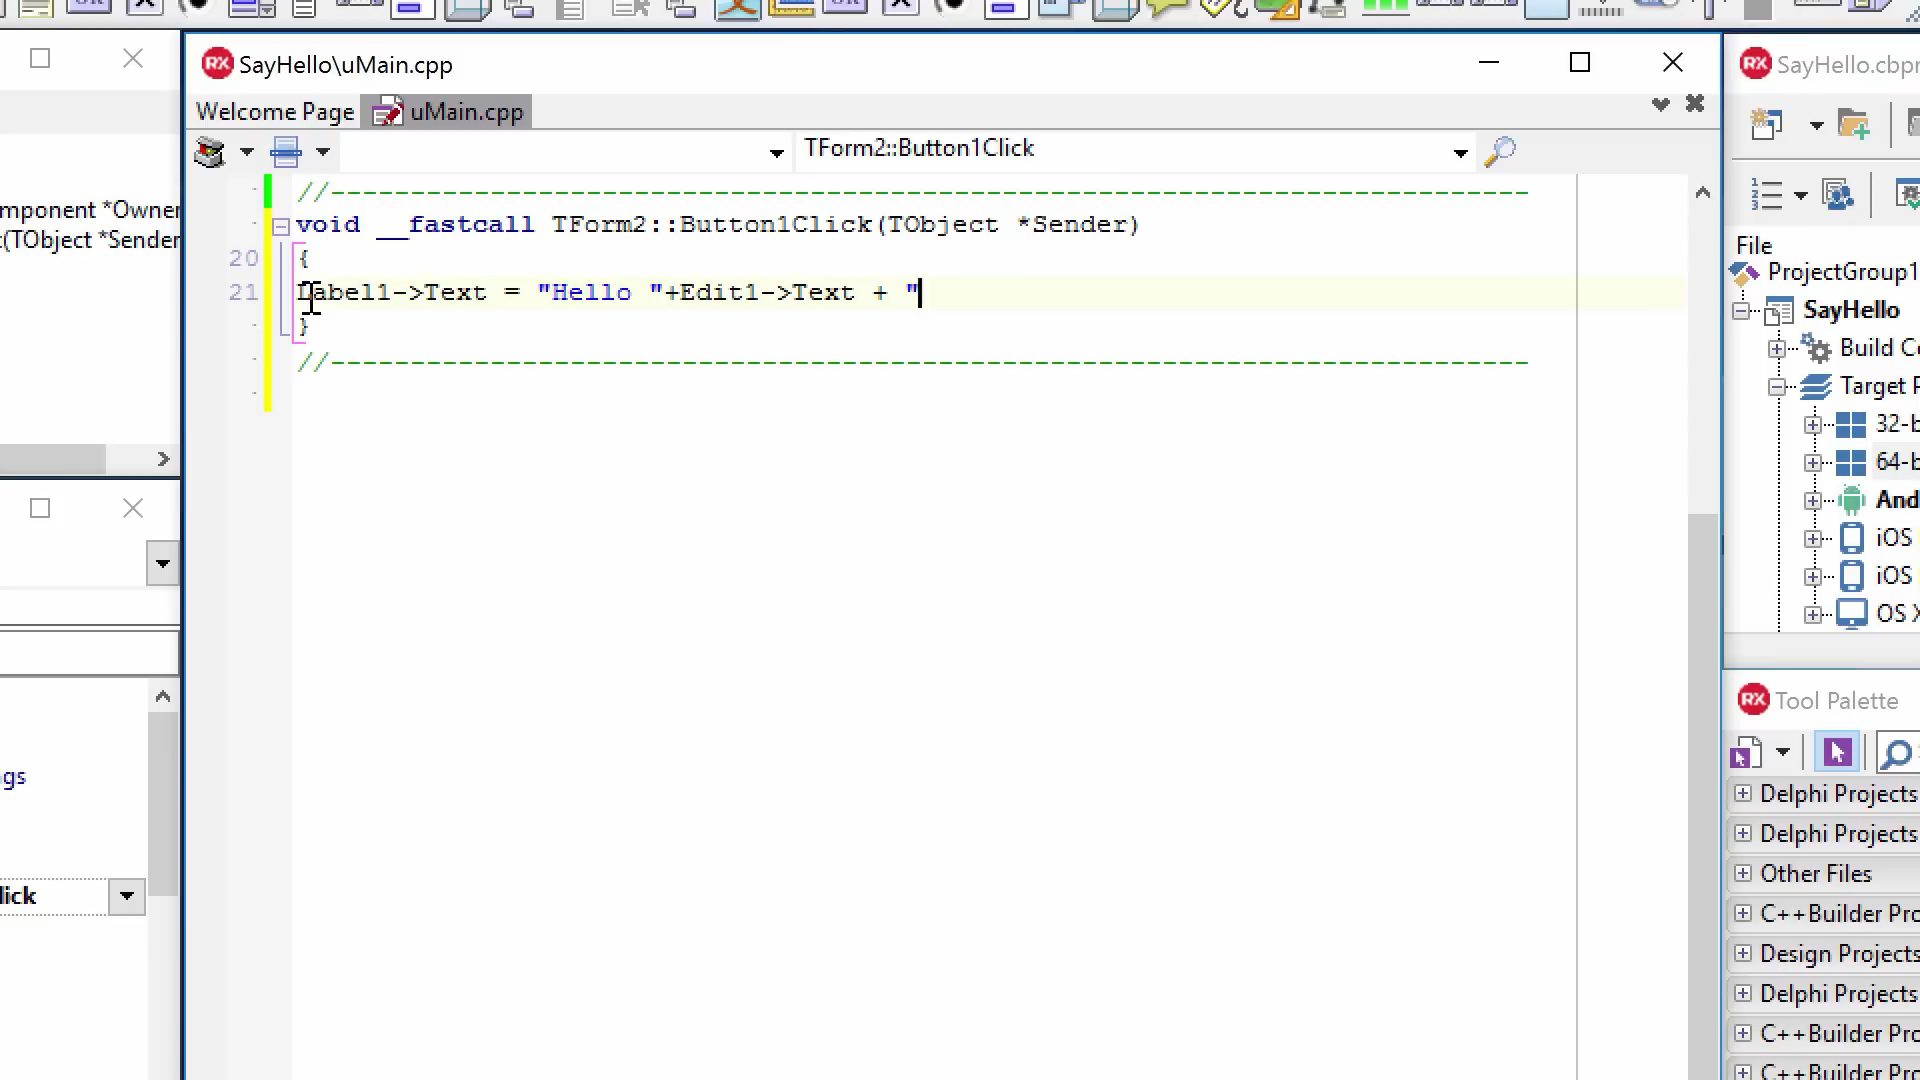 SayHello\uMain.cpp
SayHello.cbpr
Welcome Page
uMain.cpp
TForm2::Button1Click
//---------------------------------------------------------------------------
void __fastcall TForm2::Button1Click(TObject *Sender)
20 {
21 Label1->Text = "Hello "+Edit1->Text + "
}
//---------------------------------------------------------------------------
mponent *Owner
(TObject *Sender
gs
lick
File
ProjectGroup1
SayHello
Build Co
Target P
32-b
64-b
And
iOS
iOS
OS X
Tool Palette
Delphi Projects
Delphi Projects
Other Files
C++Builder Pro
Design Projects
Delphi Projects
C++Builder Pro
C++Builder Pro